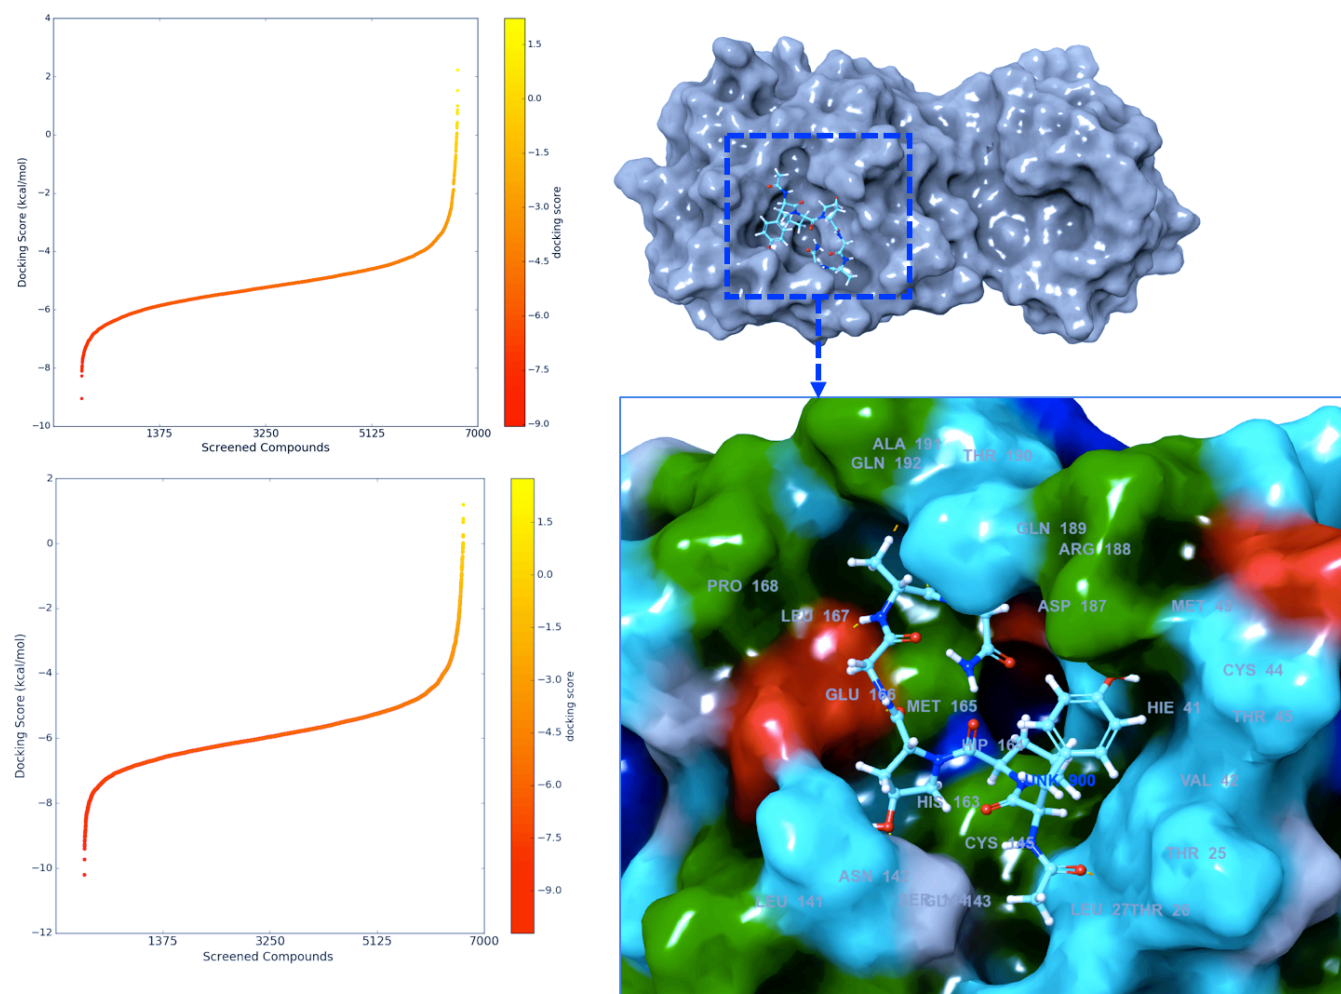 4
2
0
−2
−4
−6
−8
−10
Docking Score (kcal/mol)
1375
3250
5125
7000
Screened Compounds
1.5
0.0
−1.5
−3.0
−4.5
−6.0
−7.5
−9.0
docking score
2
0
−2
−4
−6
−8
−10
−12
Docking Score (kcal/mol)
1375
3250
5125
7000
Screened Compounds
1.5
0.0
−1.5
−3.0
−4.5
−6.0
−7.5
−9.0
docking score
ALA 191
GLN 192
THR 190
GLN 189
ARG 188
PRO 168
ASP 187
LEU 167
CYS 44
GLU 166
MET 165
HIE 41
THR 45
UNK 900
VAL 42
HIS 163
CYS 145
THR 25
ASN 142
LEU 141
LEU 27
THR 26